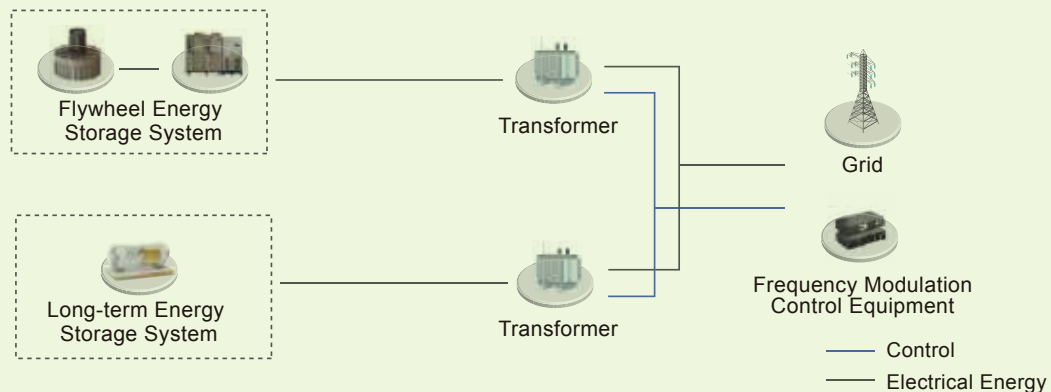 Flywheel Energy
Storage System
Transformer
Grid
Long-term Energy
Storage System
Transformer
Frequency Modulation
Control Equipment
Control
Electrical Energy